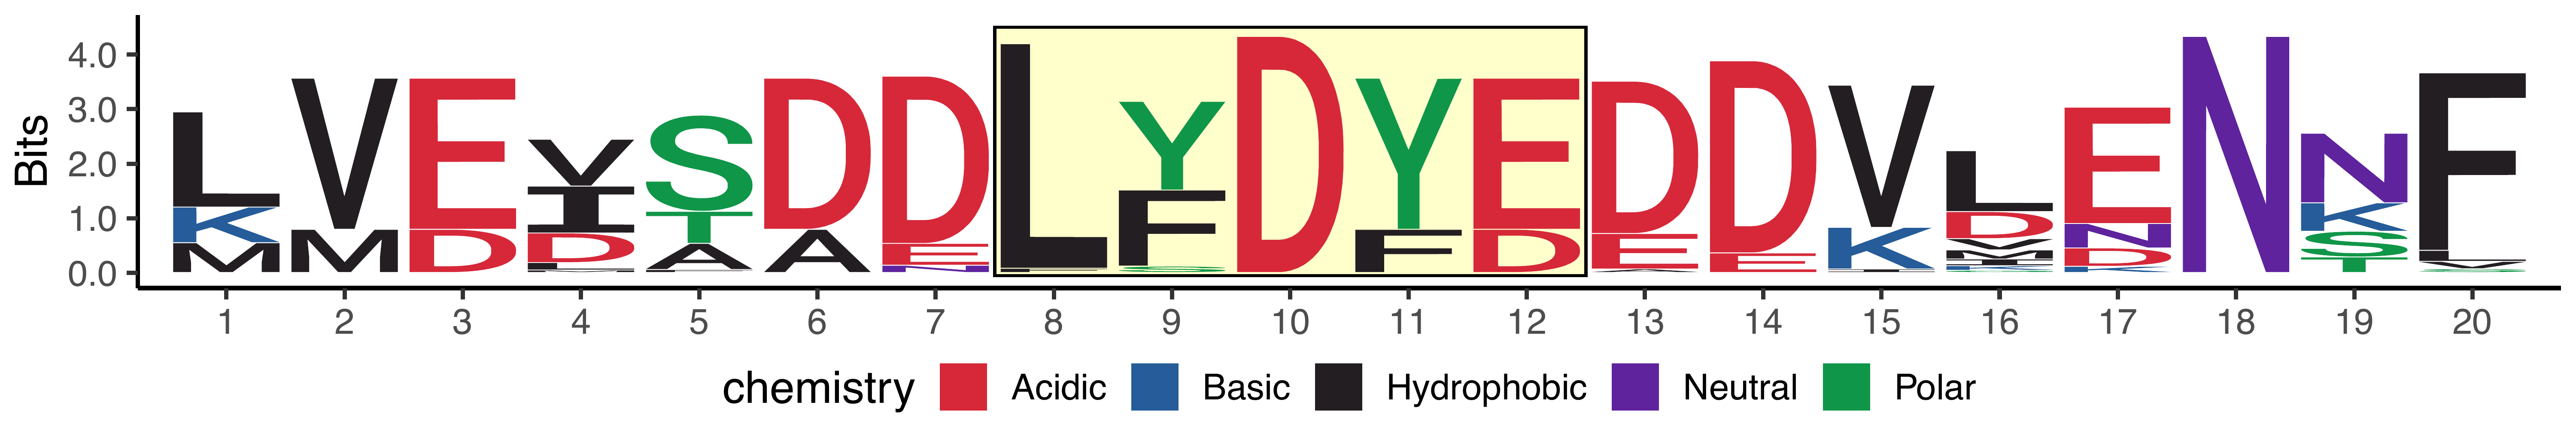 Bits
4.0
3.0
2.0
1.0
0.0
L V E V S D D L Y D Y E D D V L E N N F
K M D I T A E F F D E E K D N K
M D A N V D S
L M K T
1 2 3 4 5 6 7 8 9 10 11 12 13 14 15 16 17 18 19 20
chemistry Acidic Basic Hydrophobic Neutral Polar